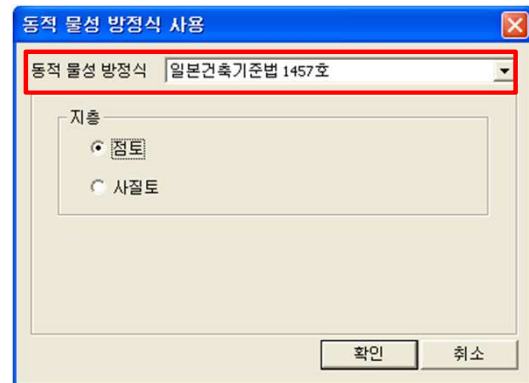 동적 물성 방정식 사용
동적 물성 방정식 일본건축기준법 1457호
지층
점토
사질토
확인 취소